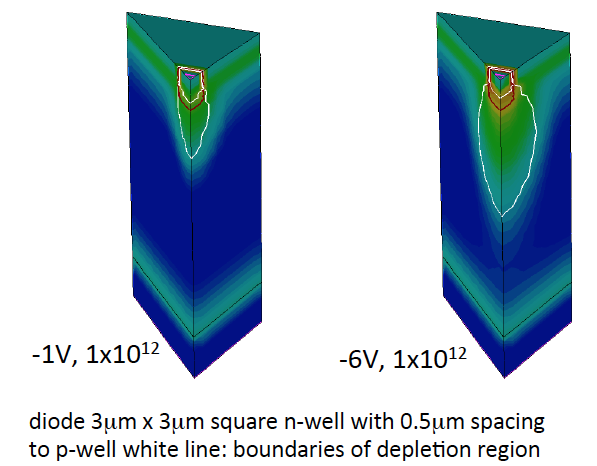 -1V, 1x10¹²
-6V, 1x10¹²
diode 3μm x 3μm square n-well with 0.5μm spacing
to p-well white line: boundaries of depletion region